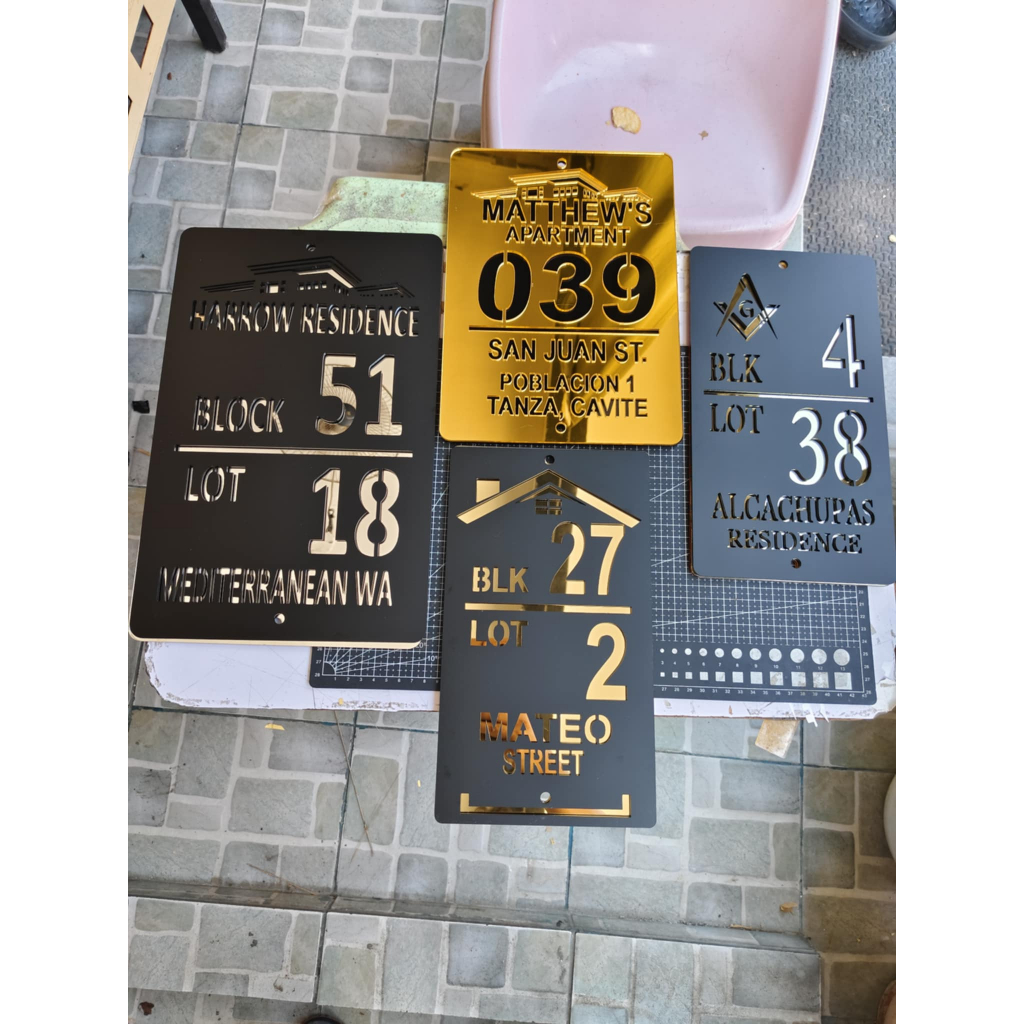 HARROW RESIDENCE
BLOCK 51
LOT 18
MEDITERRANEAN WA
MATTHEW'S
APARTMENT
039
SAN JUAN ST.
POBLACION 1
TANZA, CAVITE
G
BLK 4
LOT 38
ALCACHUPAS
RESIDENCE
BLK 27
LOT 2
MATEO
STREET